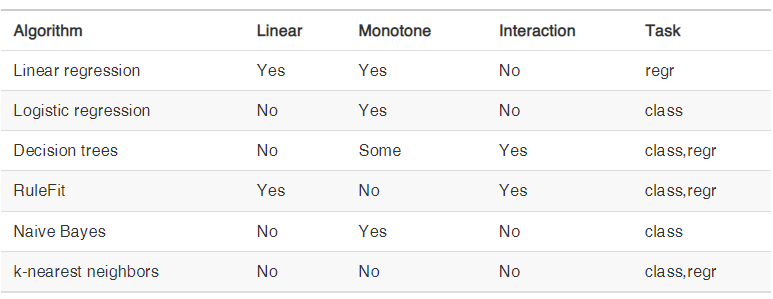 Algorithm Linear Monotone Interaction Task
Linear regression Yes Yes No regr
Logistic regression No Yes No class
Decision trees No Some Yes class,regr
RuleFit Yes No Yes class,regr
Naive Bayes No Yes No class
k-nearest neighbors No No No class,regr